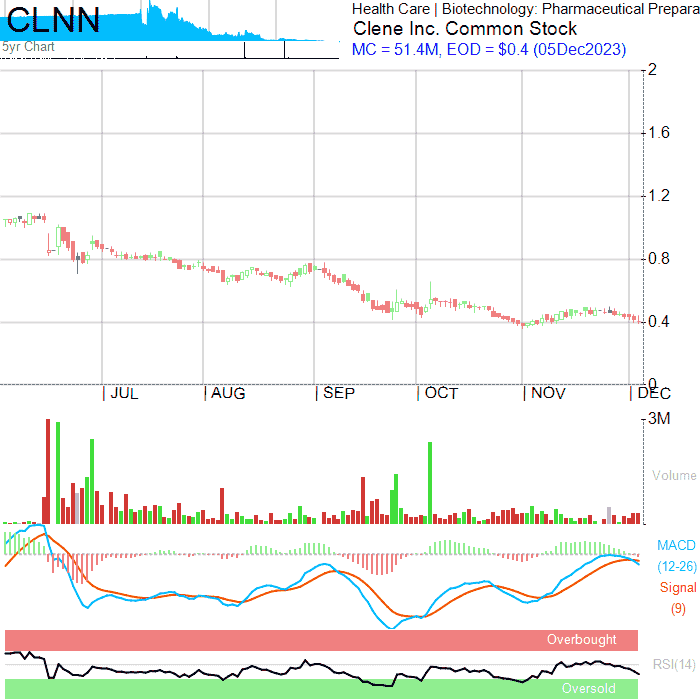 CLNN
5yr Chart
Health Care | Biotechnology: Pharmaceutical Prepara
Clene Inc. Common Stock
MC = 51.4M, EOD = $0.4 (05Dec2023)
2
1.6
1.2
0.8
0.4
0
JUL AUG SEP OCT NOV DEC
3M
Volume
MACD
(12-26)
Signal
(9)
Overbought
RSI(14)
Oversold